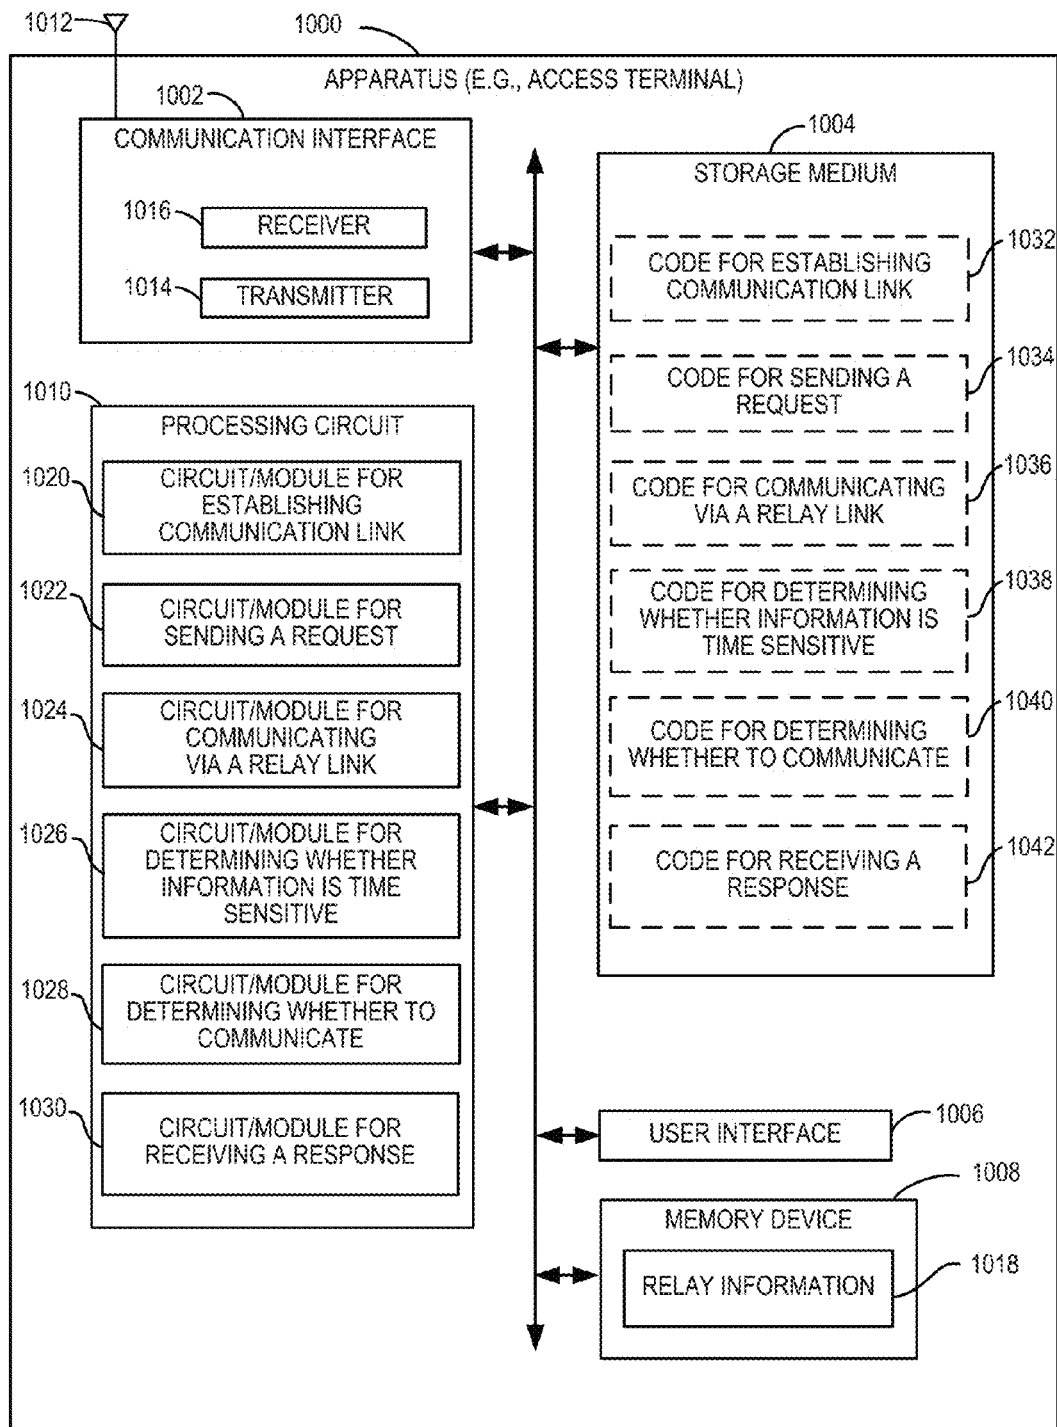 1012
1000
APPARATUS (E.G., ACCESS TERMINAL)
1002
COMMUNICATION INTERFACE
1016
RECEIVER
1014
TRANSMITTER
1004
STORAGE MEDIUM
1032
CODE FOR ESTABLISHING
COMMUNICATION LINK
1034
CODE FOR SENDING A
REQUEST
1036
CODE FOR COMMUNICATING
VIA A RELAY LINK
1038
CODE FOR DETERMINING
WHETHER INFORMATION IS
TIME SENSITIVE
1040
CODE FOR DETERMINING
WHETHER TO COMMUNICATE
1042
CODE FOR RECEIVING A
RESPONSE
1010
PROCESSING CIRCUIT
1020
CIRCUIT/MODULE FOR
ESTABLISHING
COMMUNICATION LINK
1022
CIRCUIT/MODULE FOR
SENDING A REQUEST
1024
CIRCUIT/MODULE FOR
COMMUNICATING
VIA A RELAY LINK
1026
CIRCUIT/MODULE FOR
DETERMINING WHETHER
INFORMATION IS TIME
SENSITIVE
1028
CIRCUIT/MODULE FOR
DETERMINING WHETHER TO
COMMUNICATE
1030
CIRCUIT/MODULE FOR
RECEIVING A RESPONSE
1006
USER INTERFACE
1008
MEMORY DEVICE
1018
RELAY INFORMATION